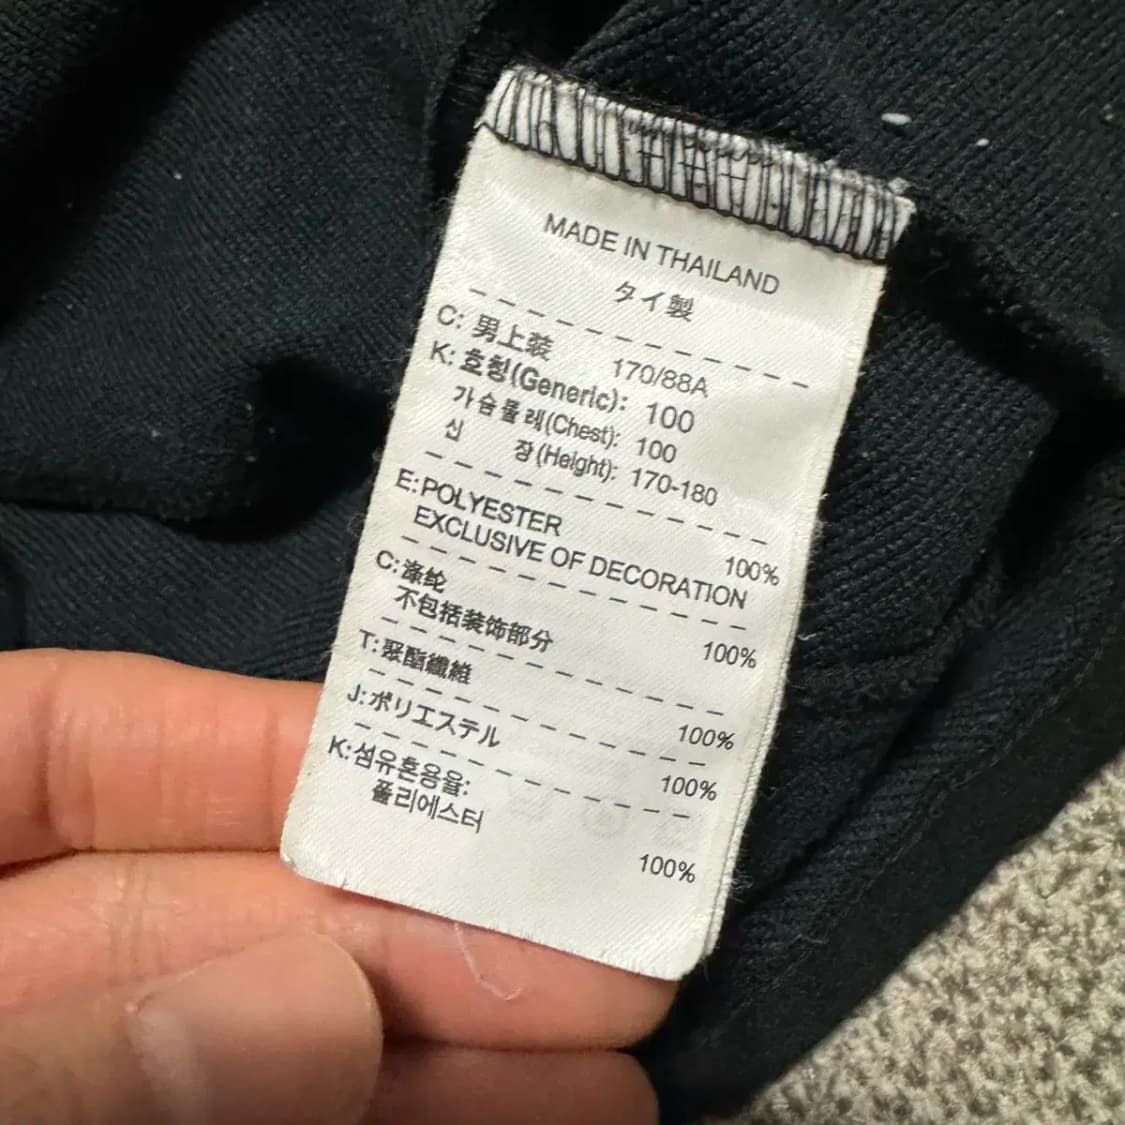 MADE IN THAILAND
タイ製
C: 男上装 170/88A
K: 호칭(Generic): 100
가슴둘레(Chest): 100
신 장(Height): 170-180
E: POLYESTER 100%
EXCLUSIVE OF DECORATION
C: 涤纶 100%
不包括装饰部分
T: 聚酯纖維 100%
J: ポリエステル 100%
K: 섬유혼용율:
폴리에스터 100%